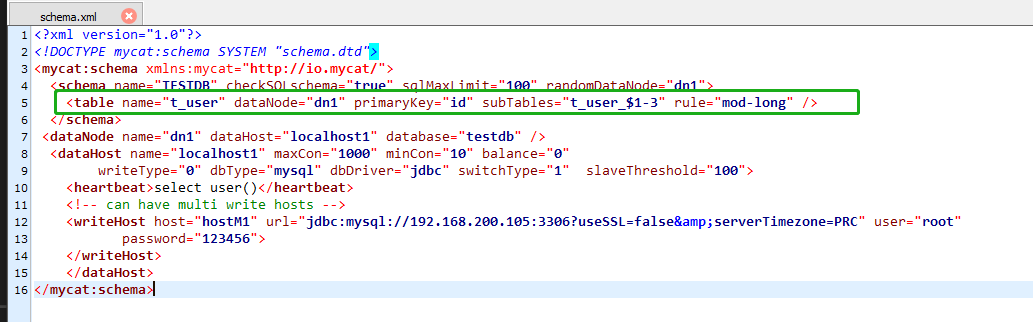 schema.xml
1 <?xml version="1.0"?>
2 <!DOCTYPE mycat:schema SYSTEM "schema.dtd">
3 <mycat:schema xmlns:mycat="http://io.mycat/">
4 <schema name="TESTDB" checkSQLschema="true" sqlMaxLimit="100" randomDataNode="dn1">
5 <table name="t_user" dataNode="dn1" primaryKey="id" subTables="t_user_$1-3" rule="mod-long" />
6 </schema>
7 <dataNode name="dn1" dataHost="localhost1" database="testdb" />
8 <dataHost name="localhost1" maxCon="1000" minCon="10" balance="0"
9 writeType="0" dbType="mysql" dbDriver="jdbc" switchType="1" slaveThreshold="100">
10 <heartbeat>select user()</heartbeat>
11 <!-- can have multi write hosts -->
12 <writeHost host="hostM1" url="jdbc:mysql://192.168.200.105:3306?useSSL=false&amp;serverTimezone=PRC" user="root"
13 password="123456">
14 </writeHost>
15 </dataHost>
16 </mycat:schema>